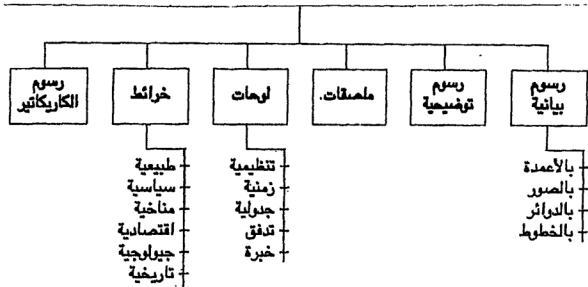 رسوم
بيانية
رسوم
توضيحية
ملصقات.
لوحات
خرائط
رسوم
الكاريكاتير
بالأعمدة
بالصور
بالدوائر
بالخطوط
تنظيمية
زمنية
جدولية
تدفق
خبرة
طبيعية
سياسية
مناخية
اقتصادية
جيولوجية
تاريخية